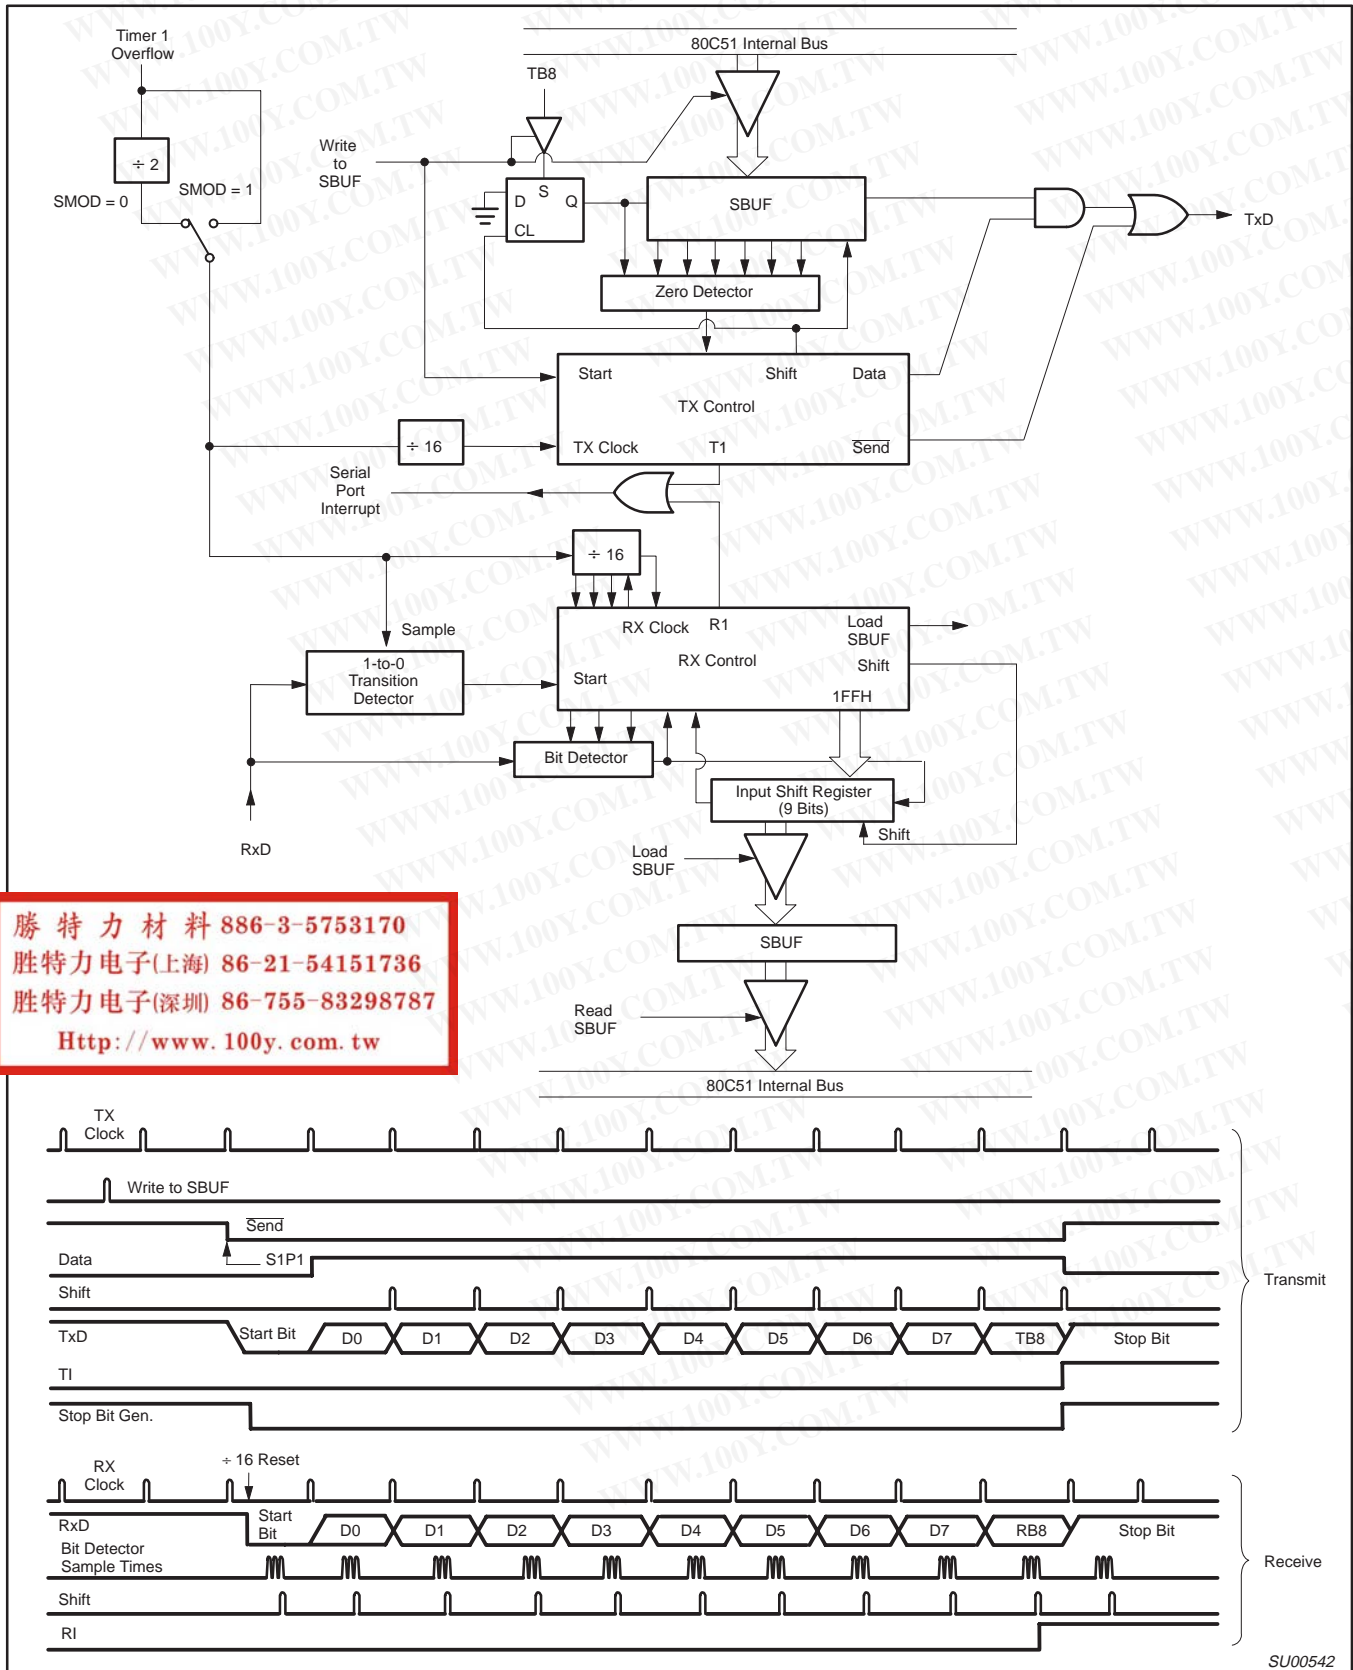 Timer 1
Overflow
80C51 Internal Bus
TB8
÷ 2
Write
to
SBUF
SMOD = 0
SMOD = 1
D
S
Q
CL
SBUF
TxD
Zero Detector
Start
Shift
Data
TX Control
÷ 16
TX Clock
T1
Send
Serial
Port
Interrupt
÷ 16
Sample
RX Clock
R1
Load
SBUF
1-to-0
Transition
Detector
RX Control
Shift
Start
1FFH
Bit Detector
Input Shift Register
(9 Bits)
Shift
RxD
Load
SBUF
SBUF
Read
SBUF
80C51 Internal Bus
勝特力材料 886-3-5753170
胜特力电子(上海) 86-21-54151736
胜特力电子(深圳) 86-755-83298787
Http://www.100y.com.tw
TX
Clock
Write to SBUF
Send
Data
S1P1
Shift
TxD
Start Bit D0 D1 D2 D3 D4 D5 D6 D7 TB8 Stop Bit
TI
Stop Bit Gen.
Transmit
RX
Clock
÷ 16 Reset
RxD
Start
Bit
D0 D1 D2 D3 D4 D5 D6 D7 RB8 Stop Bit
Bit Detector
Sample Times
Shift
RI
Receive
SU00542
WWW.100Y.COM.TW